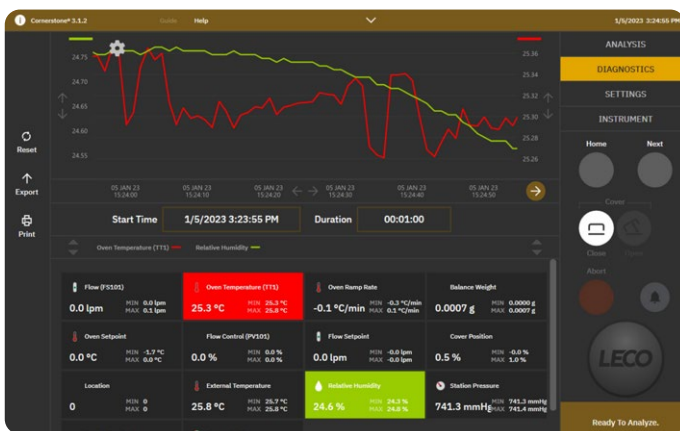 Cornerstone® 3.1.2 Guide Help 1/5/2023 3:24:55 PM
ANALYSIS
DIAGNOSTICS
SETTINGS
INSTRUMENT
Home Next
Cover
Close Open
Abort
LECO
Ready To Analyze.
Reset
Export
Print
24.75
24.70
24.65
24.60
24.55
25.36
25.34
25.32
25.30
25.28
25.26
05 JAN 23 05 JAN 23 05 JAN 23 05 JAN 23 05 JAN 23 05 JAN 23
15:24:00 15:24:10 15:24:20 15:24:30 15:24:40 15:24:50
Start Time 1/5/2023 3:23:55 PM Duration 00:01:00
Oven Temperature (TT1) Relative Humidity
Flow (FS101)
0.0 lpm MIN 0.0 lpm
MAX 0.1 lpm
Oven Temperature (TT1)
25.3 °C MIN 25.3 °C
MAX 25.8 °C
Oven Ramp Rate
-0.1 °C/min MIN -0.3 °C/min
MAX 0.1 °C/min
Balance Weight
0.0007 g MIN 0.0000 g
MAX 0.0007 g
Oven Setpoint
0.0 °C MIN -1.7 °C
MAX 0.0 °C
Flow Control (PV101)
0.0 % MIN 0.0 %
MAX 0.0 %
Flow Setpoint
0.0 lpm MIN -0.0 lpm
MAX -0.0 lpm
Cover Position
0.5 % MIN -0.0 %
MAX 1.0 %
Location
0 MIN 0
MAX 0
External Temperature
25.8 °C MIN 25.7 °C
MAX 25.8 °C
Relative Humidity
24.6 % MIN 24.3 %
MAX 24.8 %
Station Pressure
741.3 mmHg MIN 741.3 mmHg
MAX 741.4 mmHg